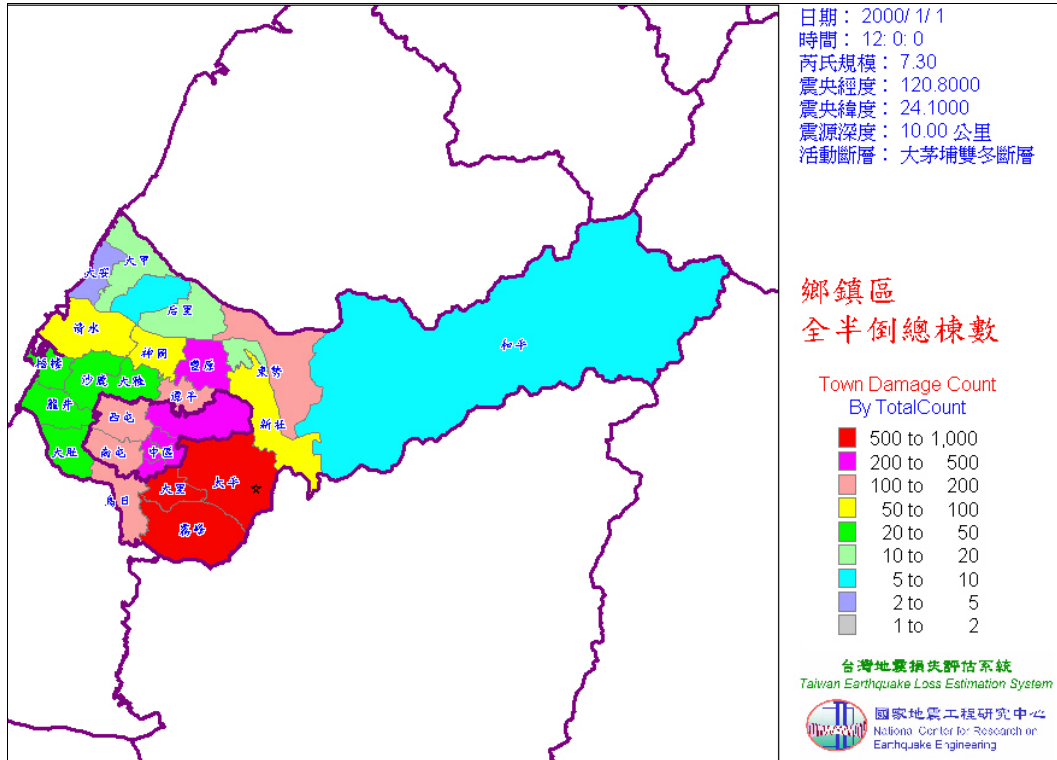 日期： 2000/ 1/ 1
時間： 12: 0: 0
芮氏規模： 7.30
震央經度： 120.8000
震央緯度： 24.1000
震源深度： 10.00 公里
活動斷層： 大茅埔雙冬斷層
鄉鎮區
全半倒總棟數
Town Damage Count
By TotalCount
500 to 1,000
200 to 500
100 to 200
50 to 100
20 to 50
10 to 20
5 to 10
2 to 5
1 to 2
台灣地震損失評估系統
Taiwan Earthquake Loss Estimation System
國家地震工程研究中心
National Center for Research on
Earthquake Engineering
大甲
大安
后里
清水
神岡
豐原
東勢
和平
梧棲
沙鹿
大雅
潭子
龍井
西屯
新社
大肚
南屯
中區
烏日
大里
太平
霧峰